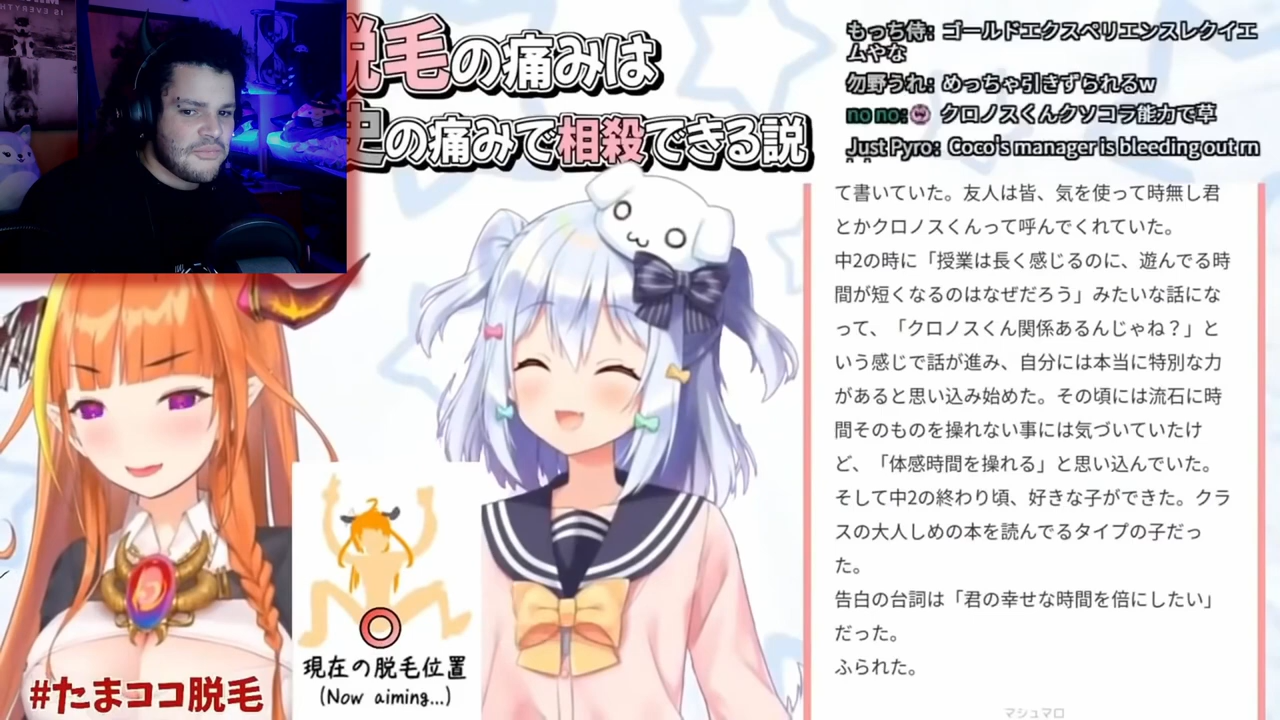 IS EVERYTH
脱毛の痛みは
史の痛みで相殺できる説
もっち侍: ゴールドエクスペリエンスレクイエ
ムやな
勿野うれ: めっちゃ引きずられるw
no no: クロノスくんクソコラ能力で草
Just Pyro: Coco's manager is bleeding out rn
て書いていた。友人は皆、気を使って時無し君
とかクロノスくんって呼んでくれていた。
中2の時に「授業は長く感じるのに、遊んでる時
間が短くなるのはなぜだろう」みたいな話にな
って、「クロノスくん関係あるんじゃね？」と
いう感じで話が進み、自分には本当に特別な力
があると思い込み始めた。その頃には流石に時
間そのものを操れない事には気づいていたけ
ど、「体感時間を操れる」と思い込んでいた。
そして中2の終わり頃、好きな子ができた。クラ
スの大人しめの本を読んでるタイプの子だっ
た。
告白の台詞は「君の幸せな時間を倍にしたい」
だった。
ふられた。
マシュマロ
現在の脱毛位置
(Now aiming...)
#たまココ脱毛